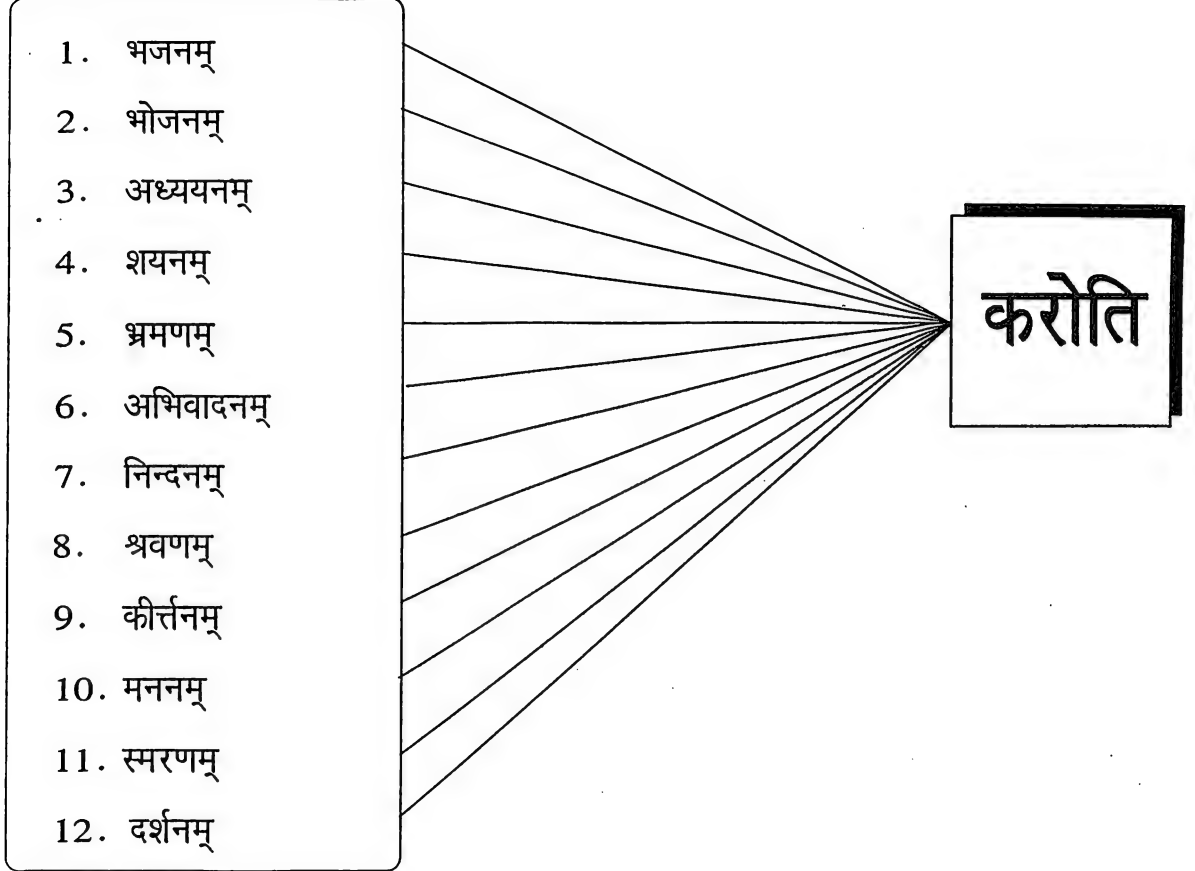 1. भजनम्
2. भोजनम्
3. अध्ययनम्
4. शयनम्
5. भ्रमणम्
6. अभिवादनम्
7. निन्दनम्
8. श्रवणम्
9. कीर्त्तनम्
10. मननम्
11. स्मरणम्
12. दर्शनम्
करोति